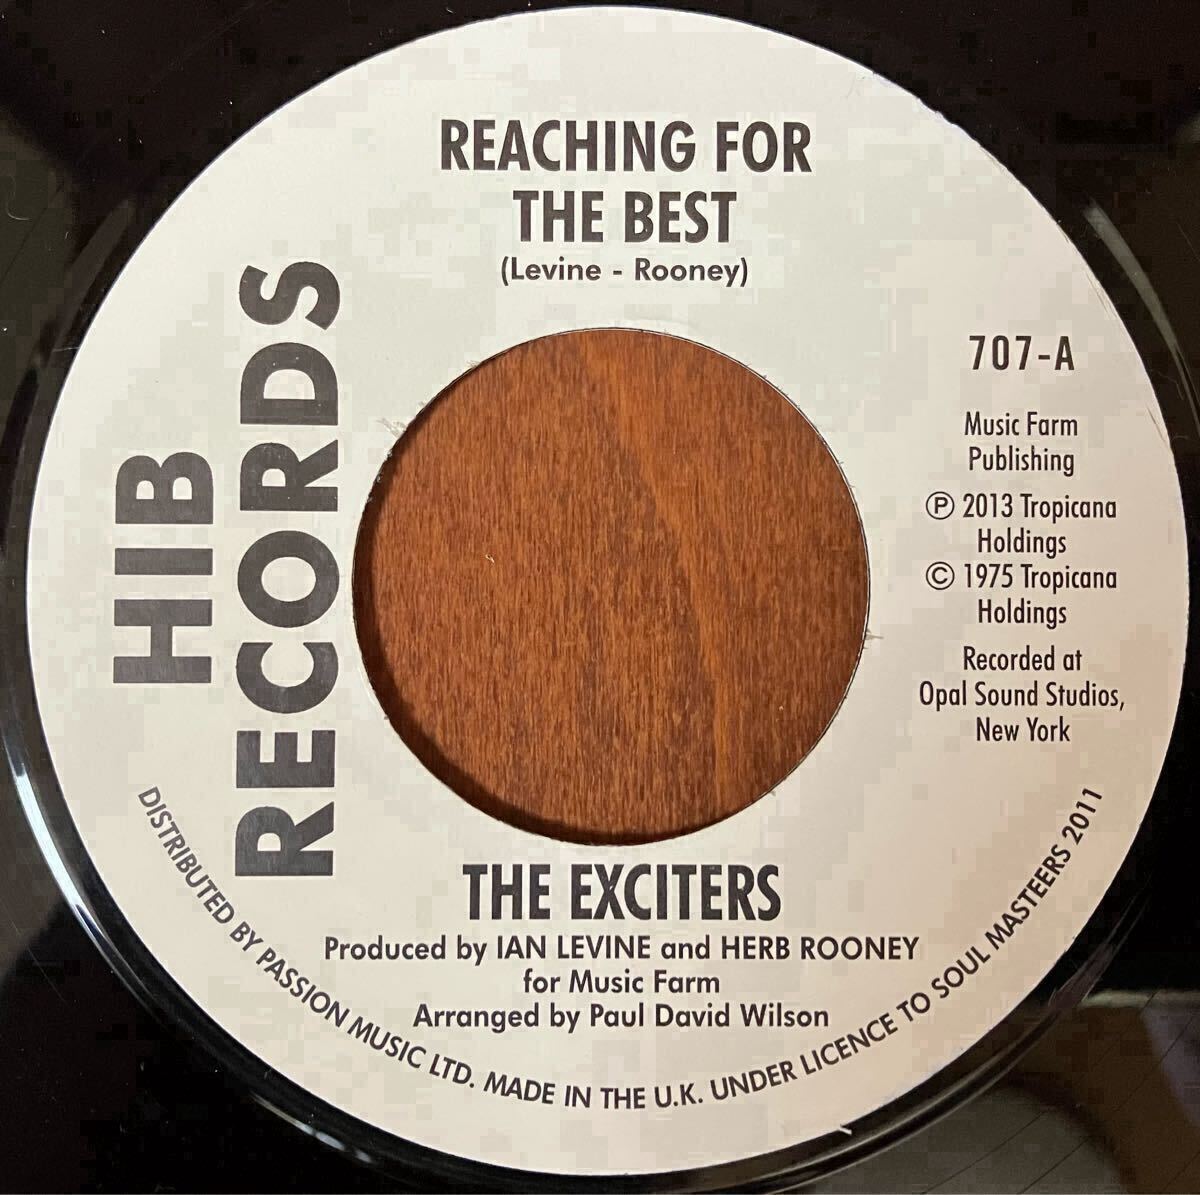 REACHING FOR
THE BEST
(Levine - Rooney)
HIB
RECORDS
707-A
Music Farm
Publishing
℗ 2013 Tropicana
Holdings
© 1975 Tropicana
Holdings
Recorded at
Opal Sound Studios,
New York
THE EXCITERS
Produced by IAN LEVINE and HERB ROONEY
for Music Farm
Arranged by Paul David Wilson
DISTRIBUTED BY PASSION MUSIC LTD. MADE IN THE U.K. UNDER LICENCE TO SOUL MASTEERS 2011